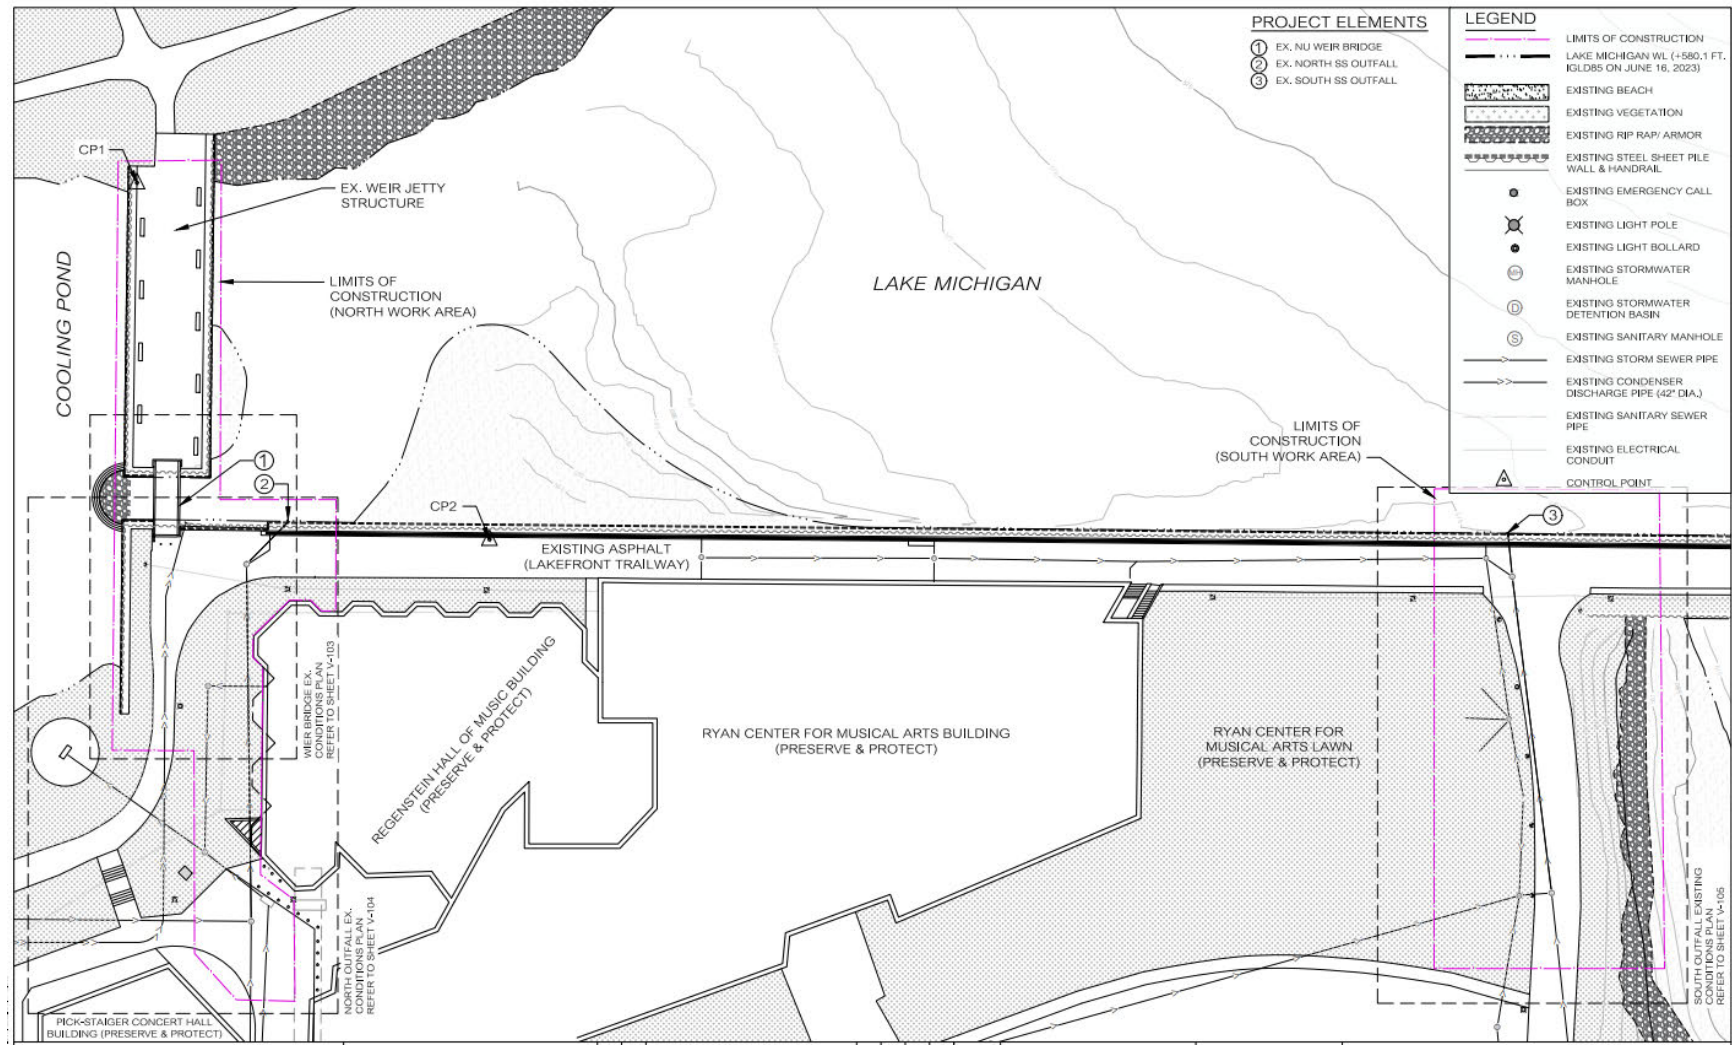 PROJECT ELEMENTS
1 EX. NU WEIR BRIDGE
2 EX. NORTH SS OUTFALL
3 EX. SOUTH SS OUTFALL
LEGEND
LIMITS OF CONSTRUCTION
LAKE MICHIGAN WL (+580.1 FT.
IGLD85 ON JUNE 16, 2023)
EXISTING BEACH
EXISTING VEGETATION
EXISTING RIP RAP/ ARMOR
EXISTING STEEL SHEET PILE
WALL & HANDRAIL
EXISTING EMERGENCY CALL
BOX
EXISTING LIGHT POLE
EXISTING LIGHT BOLLARD
MH
EXISTING STORMWATER
MANHOLE
D
EXISTING STORMWATER
DETENTION BASIN
S
EXISTING SANITARY MANHOLE
EXISTING STORM SEWER PIPE
EXISTING CONDENSER
DISCHARGE PIPE (42" DIA.)
EXISTING SANITARY SEWER
PIPE
EXISTING ELECTRICAL
CONDUIT
CONTROL POINT
CP1
EX. WEIR JETTY
STRUCTURE
COOLING POND
LIMITS OF
CONSTRUCTION
(NORTH WORK AREA)
LAKE MICHIGAN
LIMITS OF
CONSTRUCTION
(SOUTH WORK AREA)
1
2
3
CP2
EXISTING ASPHALT
(LAKEFRONT TRAILWAY)
WIER BRIDGE EX.
CONDITIONS PLAN
REFER TO SHEET V-103
REGENSTEIN HALL OF MUSIC BUILDING
(PRESERVE & PROTECT)
RYAN CENTER FOR MUSICAL ARTS BUILDING
(PRESERVE & PROTECT)
RYAN CENTER FOR
MUSICAL ARTS LAWN
(PRESERVE & PROTECT)
NORTH OUTFALL EX.
CONDITIONS PLAN
REFER TO SHEET V-104
SOUTH OUTFALL EXISTING
CONDITIONS PLAN
REFER TO SHEET V-105
PICK-STAIGER CONCERT HALL
BUILDING (PRESERVE & PROTECT)